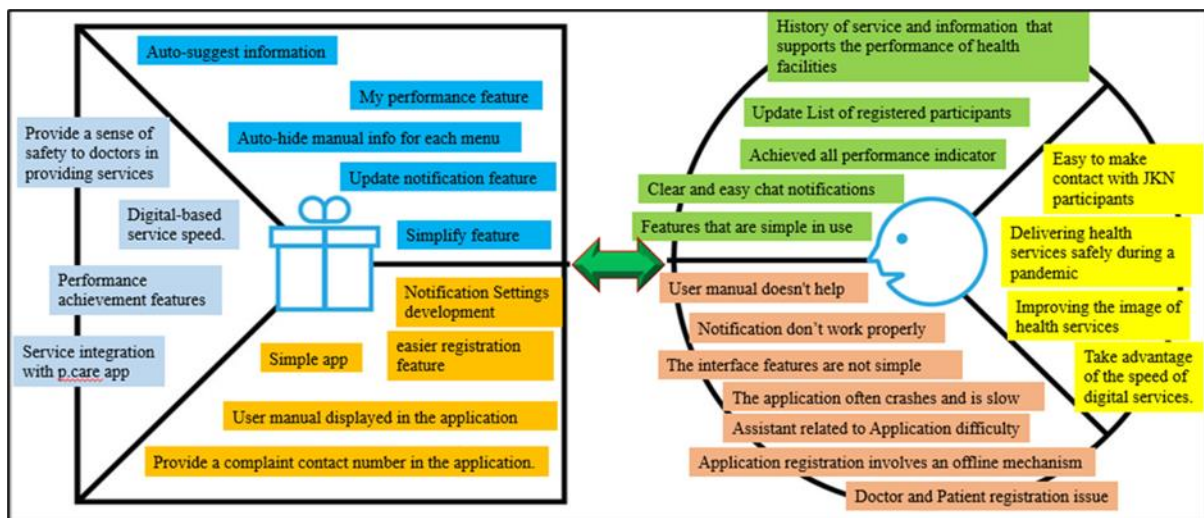 Auto-suggest information
My performance feature
Auto-hide manual info for each menu
Update notification feature
Simplify feature
Provide a sense of
safety to doctors in
providing services
Digital-based
service speed.
Performance
achievement features
Service integration
with p.care app
Notification Settings
development
easier registration
feature
Simple app
User manual displayed in the application
Provide a complaint contact number in the application.
History of service and information that
supports the performance of health
facilities
Update List of registered participants
Achieved all performance indicator
Clear and easy chat notifications
Features that are simple in use
Easy to make
contact with JKN
participants
Delivering health
services safely during a
pandemic
Improving the image of
health services
Take advantage
of the speed of
digital services.
User manual doesn't help
Notification don’t work properly
The interface features are not simple
The application often crashes and is slow
Assistant related to Application difficulty
Application registration involves an offline mechanism
Doctor and Patient registration issue